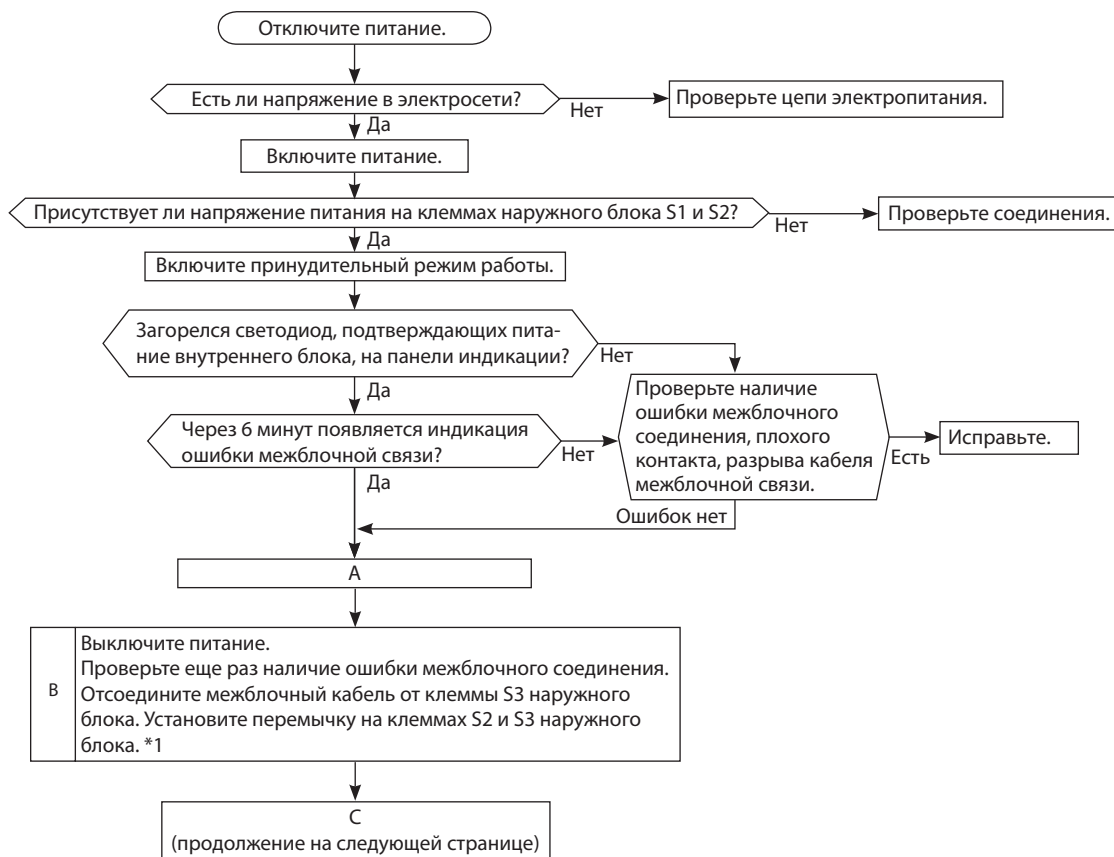 Отключите питание.
Есть ли напряжение в электросети?
Нет
Проверьте цепи электропитания.
Да
Включите питание.
Присутствует ли напряжение питания на клеммах наружного блока S1 и S2?
Нет
Проверьте соединения.
Да
Включите принудительный режим работы.
Загорелся светодиод, подтверждающих пита-
ние внутреннего блока, на панели индикации?
Нет
Да
Проверьте наличие
ошибки межблочного
соединения, плохого
контакта, разрыва кабеля
межблочной связи.
Через 6 минут появляется индикация
ошибки межблочной связи?
Нет
Есть
Исправьте.
Да
Ошибок нет
A
B
Выключите питание.
Проверьте еще раз наличие ошибки межблочного соединения.
Отсоедините межблочный кабель от клеммы S3 наружного
блока. Установите перемычку на клеммах S2 и S3 наружного
блока. *1
C
(продолжение на следующей странице)